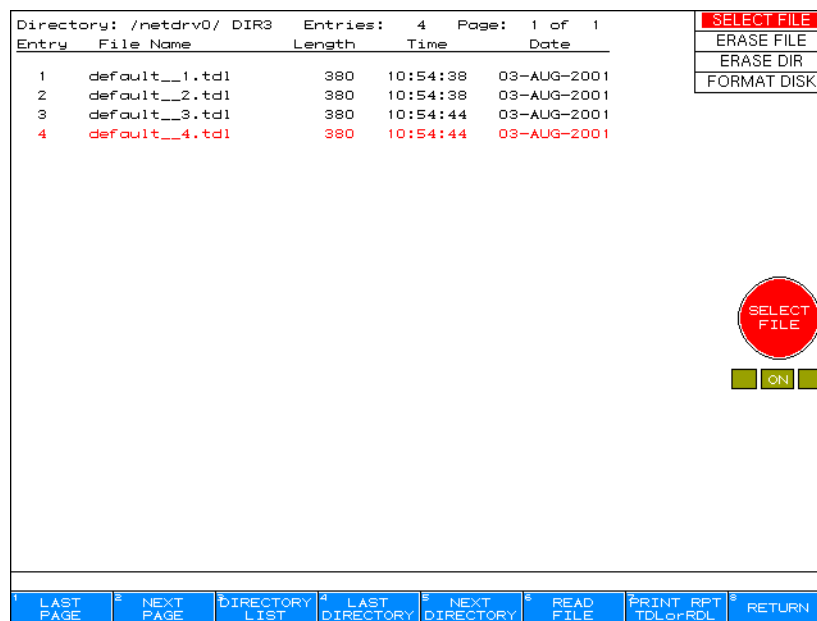 Directory: /netdrv0/ DIR3 Entries: 4 Page: 1 of 1
Entry File Name Length Time Date
1 default__1.tdl 380 10:54:38 03-AUG-2001
2 default__2.tdl 380 10:54:38 03-AUG-2001
3 default__3.tdl 380 10:54:44 03-AUG-2001
4 default__4.tdl 380 10:54:44 03-AUG-2001
SELECT FILE
ERASE FILE
ERASE DIR
FORMAT DISK
SELECT
FILE
ON
1 LAST
PAGE
2 NEXT
PAGE
3 DIRECTORY
LIST
4 LAST
DIRECTORY
5 NEXT
DIRECTORY
6 READ
FILE
7 PRINT RPT
TDLorRDL
8 RETURN